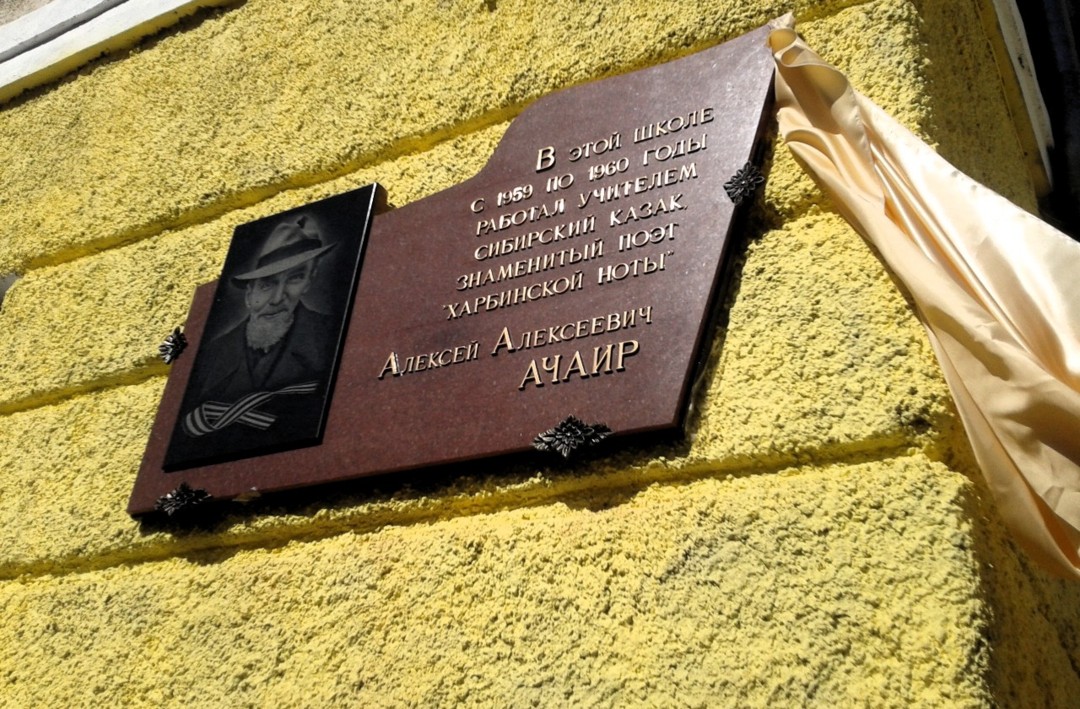 В ЭТОЙ ШКОЛЕ
С 1959 ПО 1960 ГОДЫ
РАБОТАЛ УЧИТЕЛЕМ
СИБИРСКИЙ КАЗАК,
ЗНАМЕНИТЫЙ ПОЭТ
"ХАРБИНСКОЙ НОТЫ"
АЛЕКСЕЙ АЛЕКСЕЕВИЧ
АЧАИР